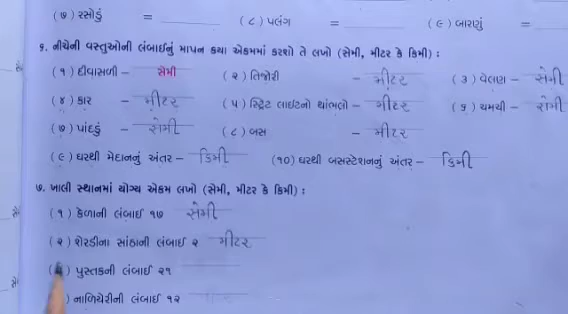 (૭) રસોડું = (૮) પલંગ = (૯) બારણું =
૬. નીચેની વસ્તુઓની લંબાઈનું માપન કયા એકમમાં કરશો તે લખો (સેમી, મીટર કે કિમી) :
(૧) દીવાસળી – સેમી (૨) તિજોરી – મીટર (૩) વેલણ – સેમી
(૪) કાર – મીટર (૫) સ્ટ્રિટ લાઈટનો થાંભલો – મીટર (૬) ચમચી – સેમી
(૭) પાંદડું – સેમી (૮) બસ – મીટર
(૯) ઘરથી મેદાનનું અંતર – કિમી (૧૦) ઘરથી બસસ્ટેશનનું અંતર – કિમી
૭. ખાલી સ્થાનમાં યોગ્ય એકમ લખો (સેમી, મીટર કે કિમી) :
(૧) કેળાની લંબાઈ ૧૭ સેમી
(૨) શેરડીના સાંઠાની લંબાઈ ૨ મીટર
પુસ્તકની લંબાઈ ૨૧
) નાળિયેરીની લંબાઈ ૧૨